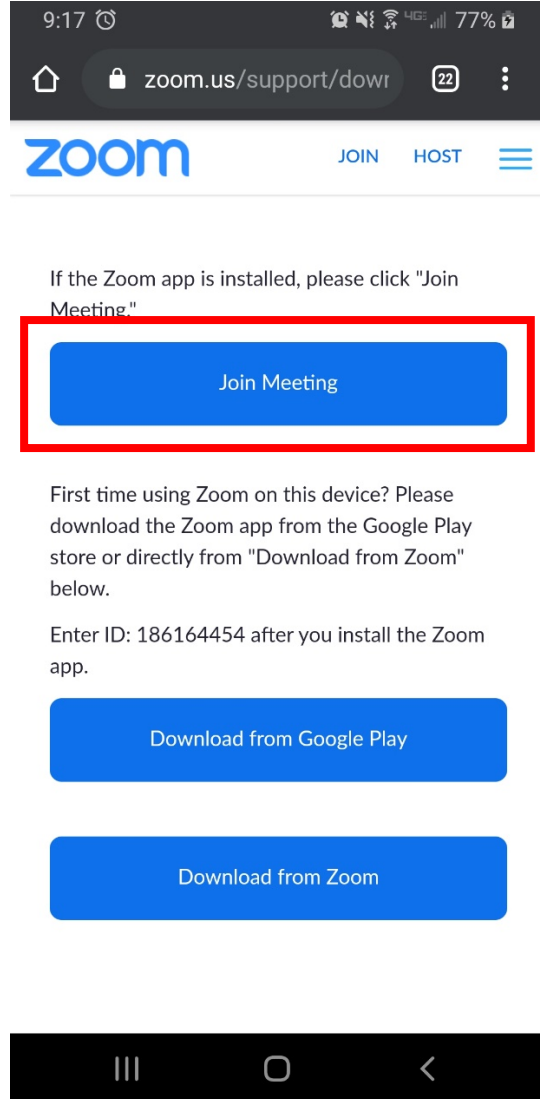 9:17 4GE 77%
zoom.us/support/dowr 22
zoom JOIN HOST
If the Zoom app is installed, please click "Join
Meeting."
Join Meeting
First time using Zoom on this device? Please
download the Zoom app from the Google Play
store or directly from "Download from Zoom"
below.
Enter ID: 186164454 after you install the Zoom
app.
Download from Google Play
Download from Zoom